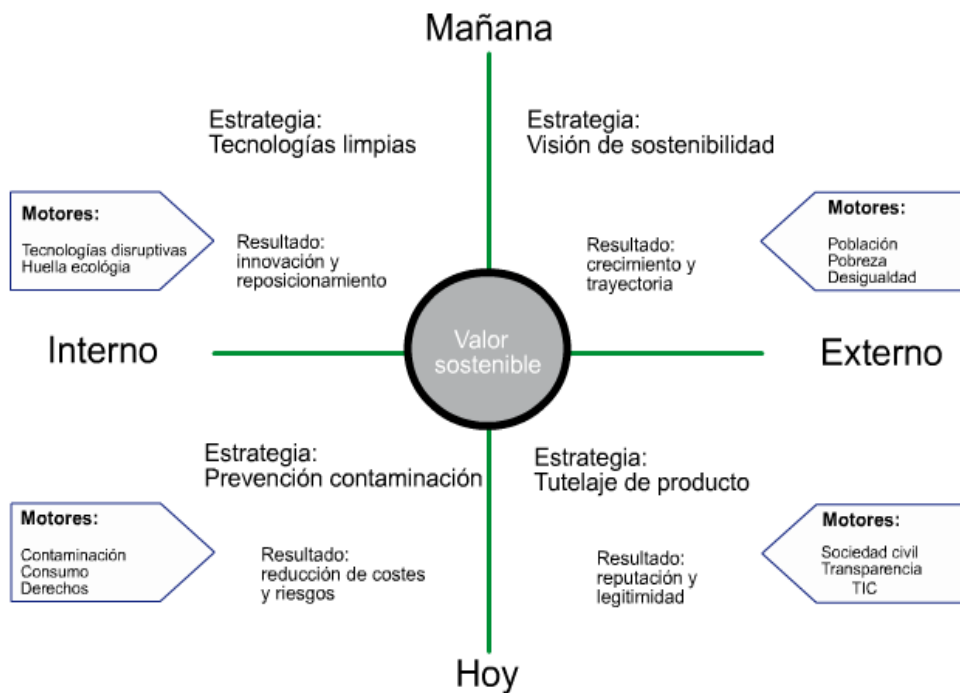 Mañana
Estrategia:
Tecnologías limpias
Estrategia:
Visión de sostenibilidad
Motores:
Tecnologías disruptivas
Huella ecológia
Resultado:
innovación y
reposicionamiento
Resultado:
crecimiento y
trayectoria
Motores:
Población
Pobreza
Desigualdad
Interno
Valor
sostenible
Externo
Estrategia:
Prevención contaminación
Estrategia:
Tutelaje de producto
Motores:
Contaminación
Consumo
Derechos
Resultado:
reducción de costes
y riesgos
Resultado:
reputación y
legitimidad
Motores:
Sociedad civil
Transparencia
TIC
Hoy